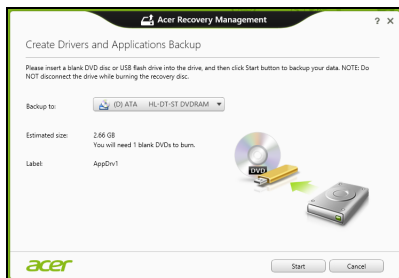 Acer Recovery Management
? ×
Create Drivers and Applications Backup
Please insert a blank DVD disc or USB flash drive into the drive, and then click Start button to backup your data. NOTE: Do
NOT disconnect the drive while burning the recovery disc.
Backup to: (D) ATA HL-DT-ST DVDRAM
Estimated size: 2.66 GB
You will need 1 blank DVDs to burn.
Label: AppDrv1
DVD
acer Start Cancel